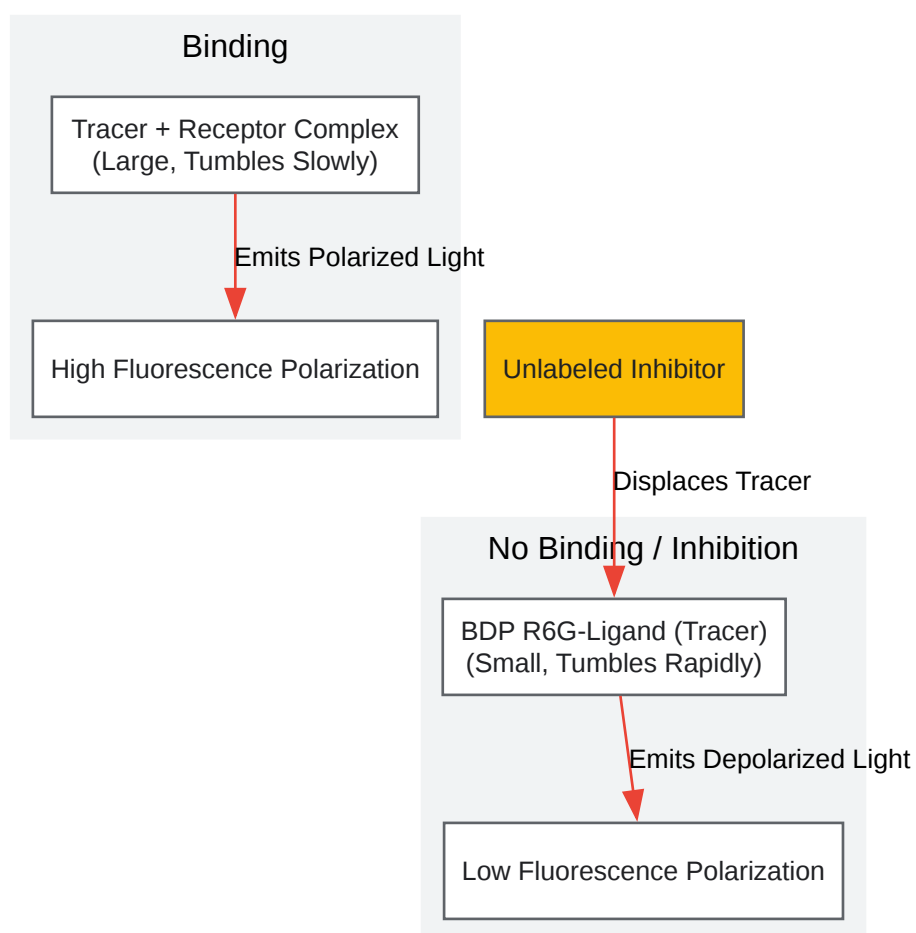 Binding
Tracer + Receptor Complex
(Large, Tumbles Slowly)
Emits Polarized Light
High Fluorescence Polarization
Unlabeled Inhibitor
Displaces Tracer
No Binding / Inhibition
BDP R6G-Ligand (Tracer)
(Small, Tumbles Rapidly)
Emits Depolarized Light
Low Fluorescence Polarization